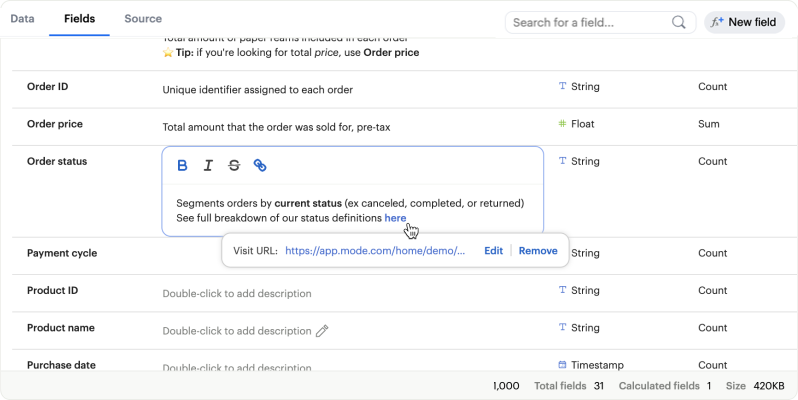 Data Fields Source Search for a field... New field
Total amount of paper reams included in each order
⭐ Tip: if you're looking for total price, use Order price
Order ID Unique identifier assigned to each order String Count
Order price Total amount that the order was sold for, pre-tax Float Sum
Order status String Count
B I S
Segments orders by current status (ex canceled, completed, or returned)
See full breakdown of our status definitions here
Visit URL: https://app.mode.com/home/demo/... Edit Remove
Payment cycle String Count
Product ID Double-click to add description String Count
Product name Double-click to add description String Count
Purchase date Double-click to add description Timestamp Count
1,000 Total fields 31 Calculated fields 1 Size 420KB